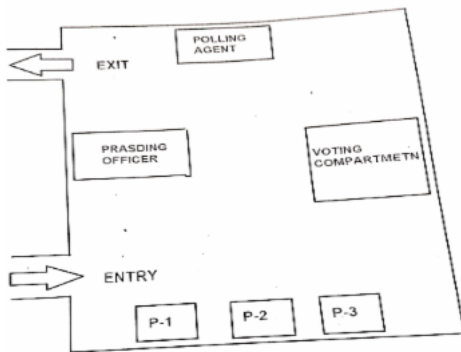 POLLING
AGENT
EXIT
PRASDING
OFFICER
VOTING
COMPARTMETN
ENTRY
P-1
P-2
P-3